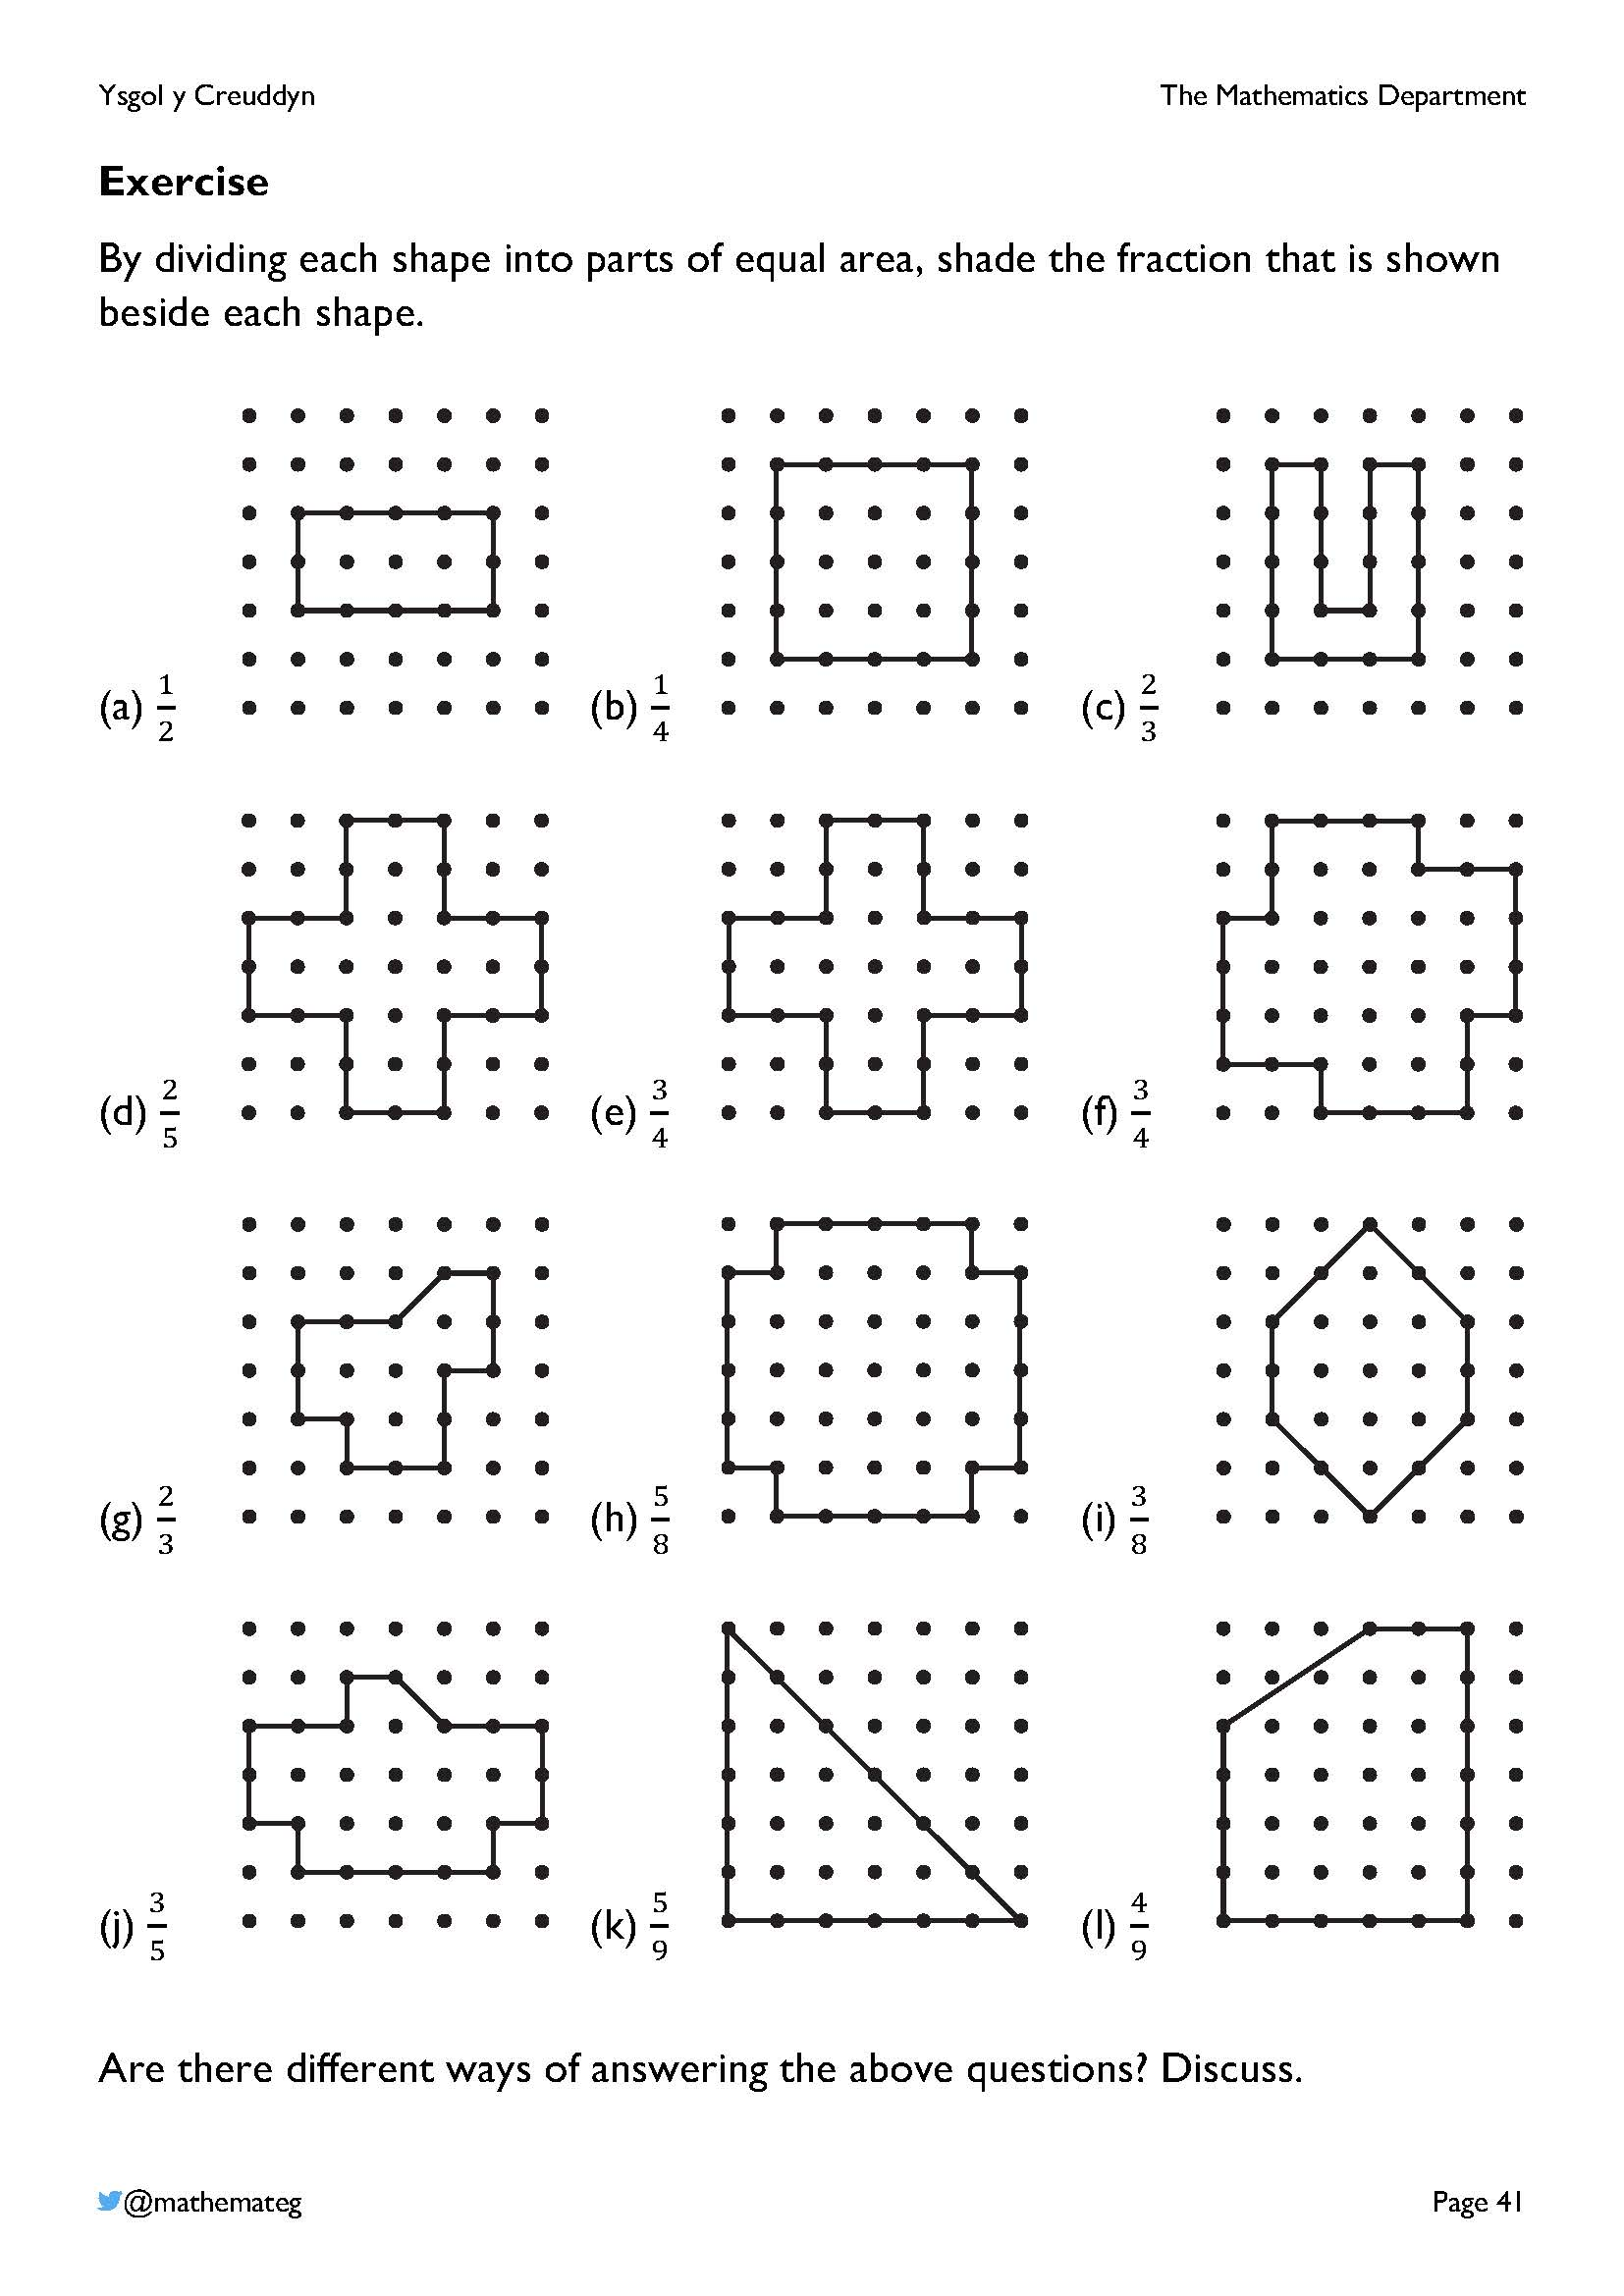 Ysgol y Creuddyn
The Mathematics Department
Exercise
By dividing each shape into parts of equal area, shade the fraction that is shown
beside each shape.
(a) 1/2
(b) 1/4
(c) 2/3
(d) 2/5
(e) 3/4
(f) 3/4
(g) 2/3
(h) 5/8
(i) 3/8
(j) 3/5
(k) 5/9
(l) 4/9
Are there different ways of answering the above questions? Discuss.
@mathemateg
Page 41